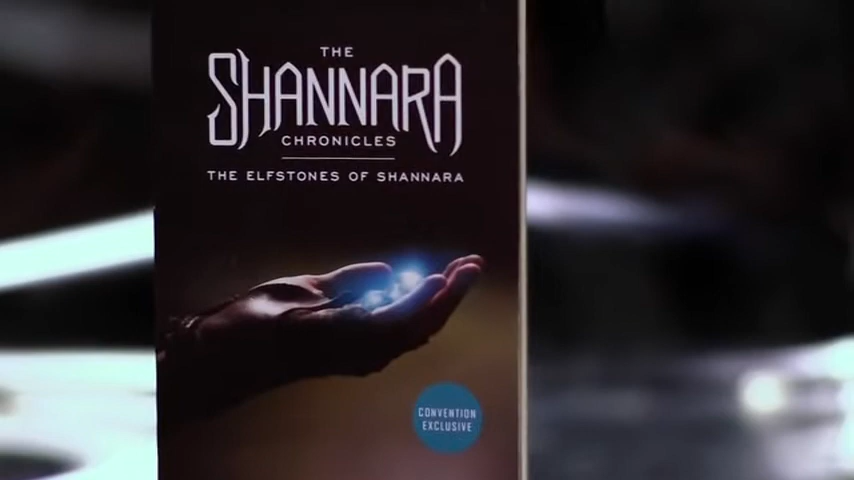 THE
SHANNARA
CHRONICLES
THE ELFSTONES OF SHANNARA
CONVENTION
EXCLUSIVE